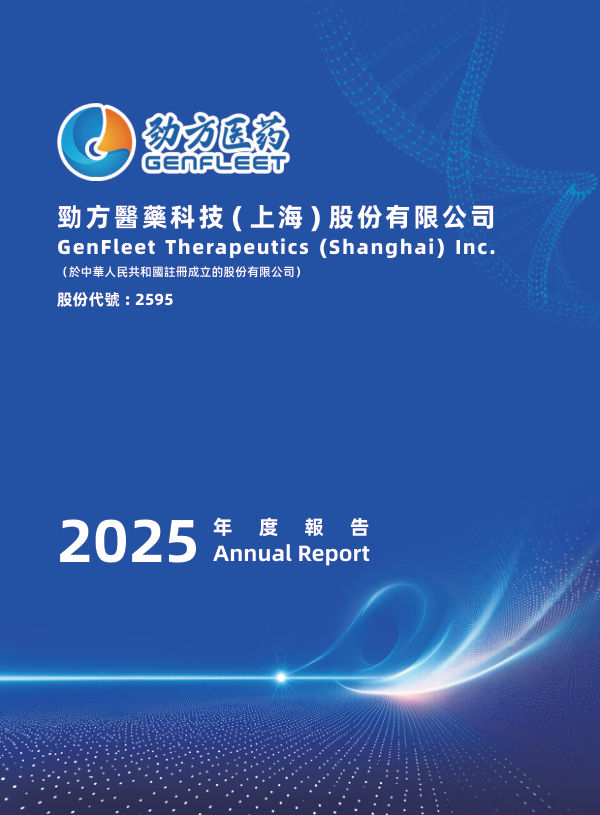 劲方医药
GENFLEET
勁方醫藥科技(上海)股份有限公司
GenFleet Therapeutics (Shanghai) Inc.
（於中華人民共和國註冊成立的股份有限公司）
股份代號：2595
2025 年度報告
Annual Report